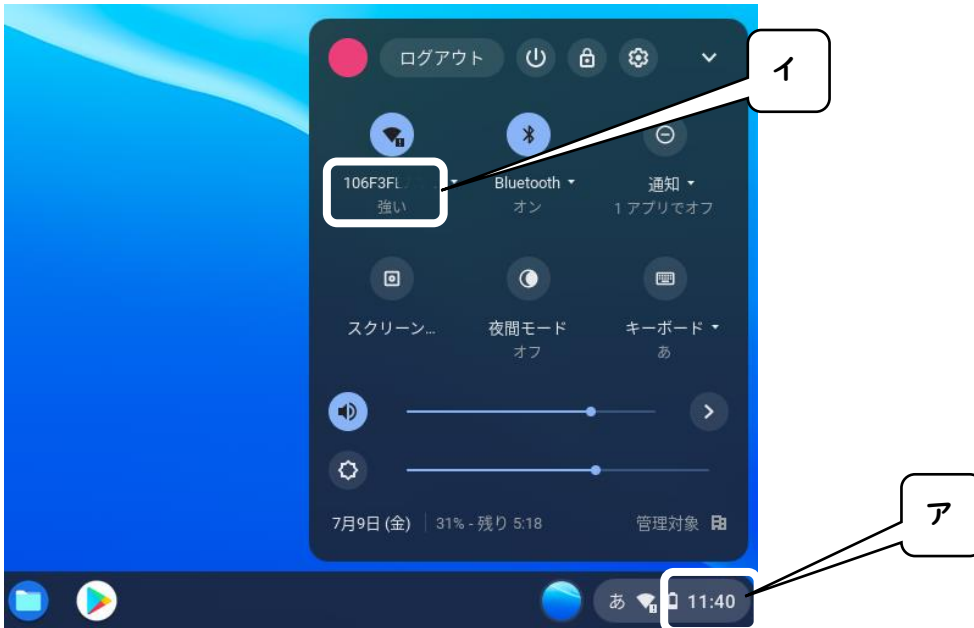 ログアウト
イ
106F3FL
Bluetooth
通知
強い
オン
1 アプリでオフ
スクリーン…
夜間モード
キーボード
オフ
あ
7月9日 (金)
31% - 残り 5:18
管理対象
ア
あ
11:40